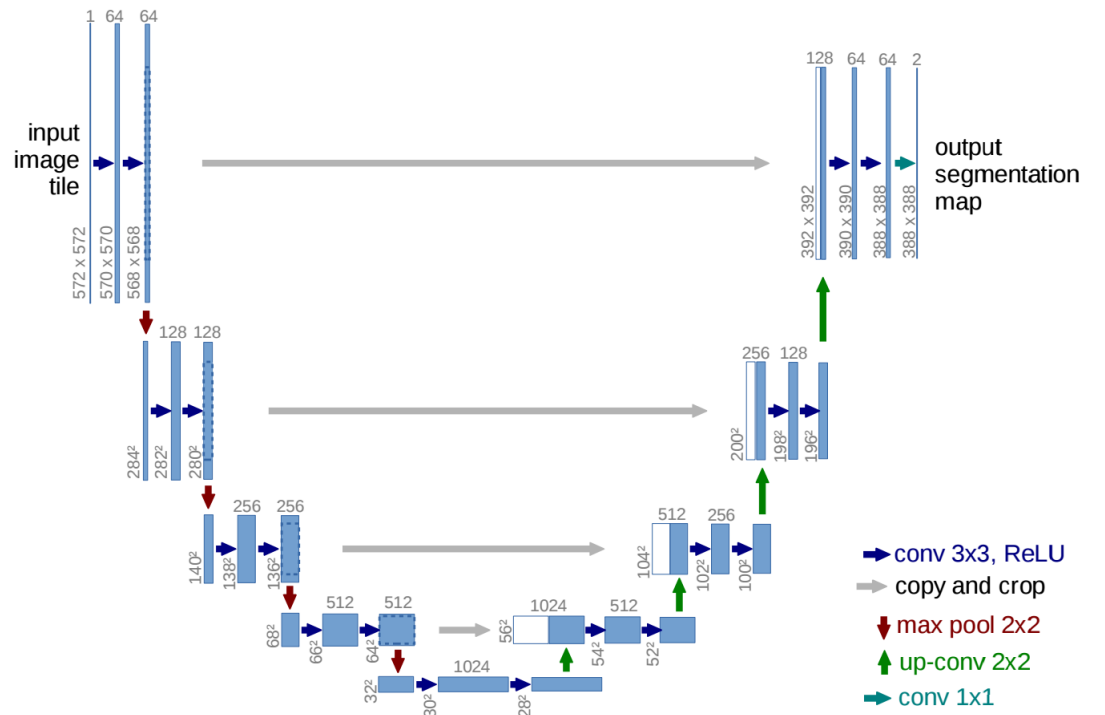 1 64 64
input
image
tile
572 x 572
570 x 570
568 x 568
128 64 64 2
output
segmentation
map
392 x 392
390 x 390
388 x 388
388 x 388
128 128
284²
282²
280²
256 128
200²
198²
196²
256 256
140²
138²
136²
512 256
104²
102²
100²
512 512
68²
66²
64²
1024 512
56²
54²
52²
1024
32²
30²
28²
conv 3x3, ReLU
copy and crop
max pool 2x2
up-conv 2x2
conv 1x1